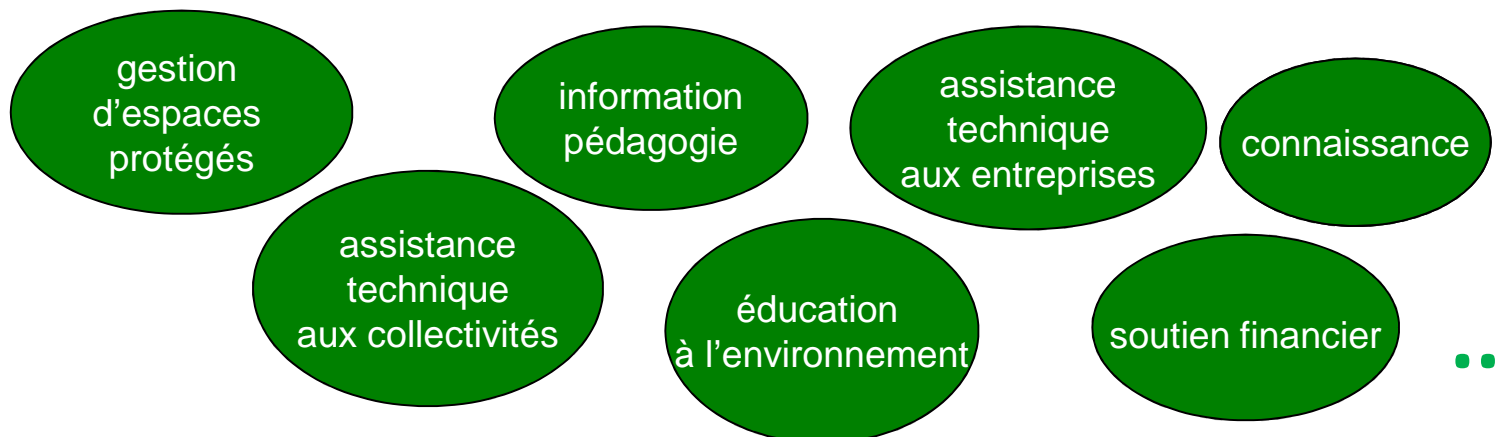 gestion
d'espaces
protégés
information
pédagogie
assistance
technique
aux entreprises
connaissance
assistance
technique
aux collectivités
éducation
à l'environnement
soutien financier
..